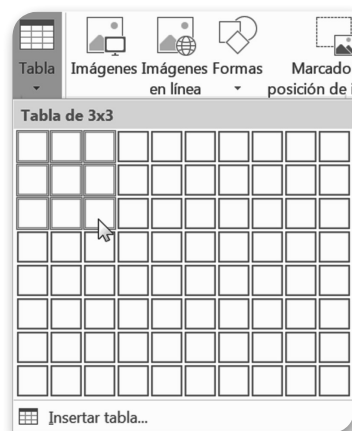 Tabla
Imágenes
Imágenes
en línea
Formas
Marcado
posición de
Tabla de 3x3
Insertar tabla...